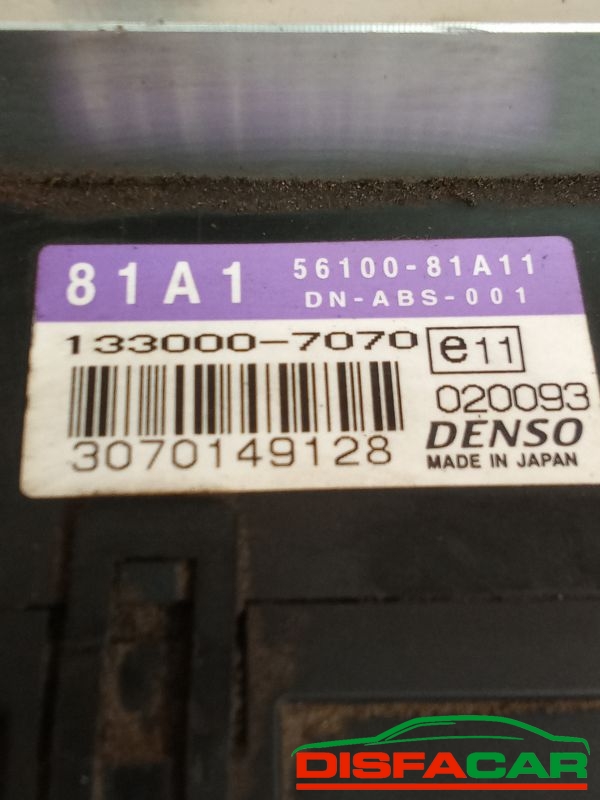 81A1 56100-81A11
DN-ABS-001
133000-7070 e11
020093
3070149128 DENSO
MADE IN JAPAN
DISFACAR